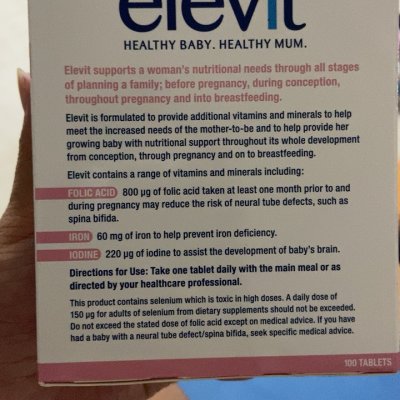 elevit
HEALTHY BABY. HEALTHY MUM.
Elevit supports a woman's nutritional needs through all stages
of planning a family; before pregnancy, during conception,
throughout pregnancy and into breastfeeding.
Elevit is formulated to provide additional vitamins and minerals to help
meet the increased needs of the mother-to-be and to help provide her
growing baby with nutritional support throughout its whole development
from conception, through pregnancy and on to breastfeeding.
Elevit contains a range of vitamins and minerals including:
FOLIC ACID 800 µg of folic acid taken at least one month prior to and
during pregnancy may reduce the risk of neural tube defects, such as
spina bifida.
IRON 60 mg of iron to help prevent iron deficiency.
IODINE 220 µg of iodine to assist the development of baby's brain.
Directions for Use: Take one tablet daily with the main meal or as
directed by your healthcare professional.
This product contains selenium which is toxic in high doses. A daily dose of
150 µg for adults of selenium from dietary supplements should not be exceeded.
Do not exceed the stated dose of folic acid except on medical advice. If you have
had a baby with a neural tube defect/spina bifida, seek specific medical advice.
100 TABLETS